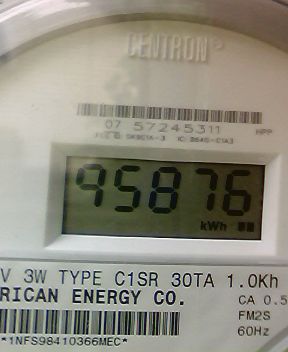 CENTRON®
07 57245311 HPP
95876
kWh
V 3W TYPE C1SR 30TA 1.0Kh
RICAN ENERGY CO. CA 0.5
FM2S
60Hz
*1NFS98410366MEC*